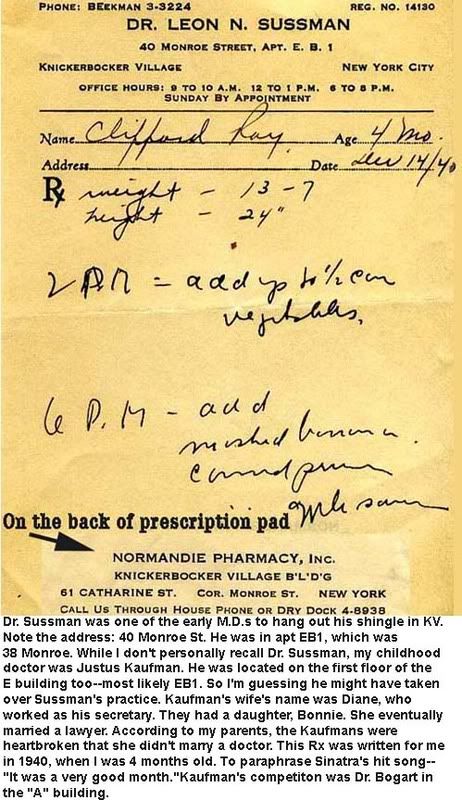 PHONE: BEEKMAN 3-3224 REG. NO. 14130
DR. LEON N. SUSSMAN
40 MONROE STREET, APT. E. B. 1
KNICKERBOCKER VILLAGE NEW YORK CITY
OFFICE HOURS: 9 TO 10 A.M. 12 TO 1 P.M. 6 TO 8 P.M.
SUNDAY BY APPOINTMENT
Name Clifford Ray Age 4 mo.
Address Date Dec 14/40
Rx weight - 13-7
height - 24"
2 P.M = add up to 1/2 can
vegetables.
6 P.M - add
mashed banana.
canned
On the back of prescription pad
NORMANDIE PHARMACY, INC.
KNICKERBOCKER VILLAGE B'L'D'G
61 CATHARINE ST. COR. MONROE ST. NEW YORK
CALL US THROUGH HOUSE PHONE OR DRY DOCK 4-8938
Dr. Sussman was one of the early M.D.s to hang out his shingle in KV.
Note the address: 40 Monroe St. He was in apt EB1, which was
38 Monroe. While I don't personally recall Dr. Sussman, my childhood
doctor was Justus Kaufman. He was located on the first floor of the
E building too--most likely EB1. So I'm guessing he might have taken
over Sussman's practice. Kaufman's wife's name was Diane, who
worked as his secretary. They had a daughter, Bonnie. She eventually
married a lawyer. According to my parents, the Kaufmans were
heartbroken that she didn't marry a doctor. This Rx was written for me
in 1940, when I was 4 months old. To paraphrase Sinatra's hit song--
"It was a very good month."Kaufman's competiton was Dr. Bogart in
the "A" building.